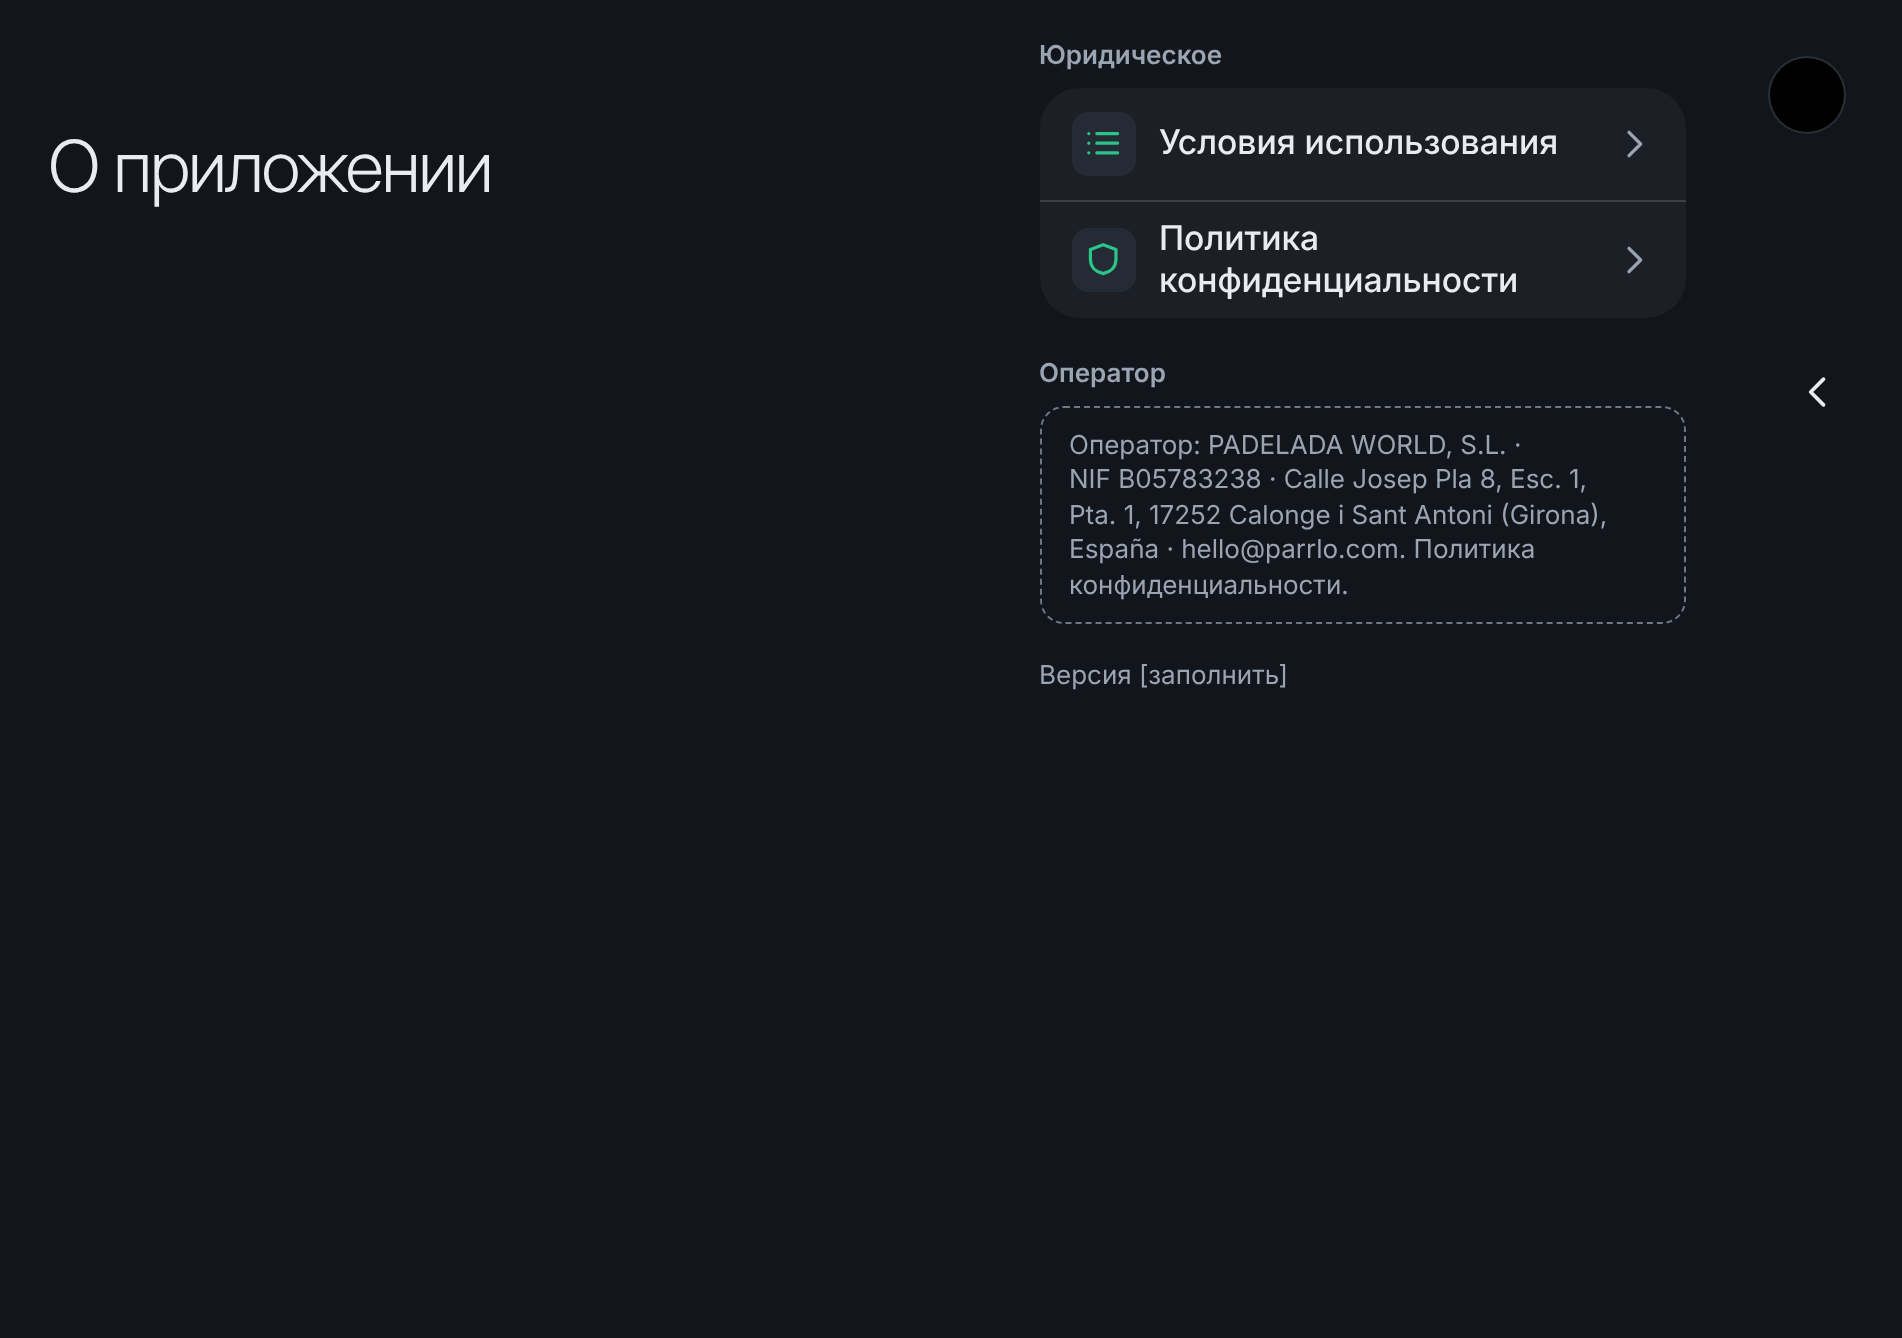 О приложении
Юридическое
Условия использования
Политика
конфиденциальности
Оператор
Оператор: PADELADA WORLD, S.L. ·
NIF B05783238 · Calle Josep Pla 8, Esc. 1,
Pta. 1, 17252 Calonge i Sant Antoni (Girona),
España · hello@parrlo.com. Политика
конфиденциальности.
Версия [заполнить]